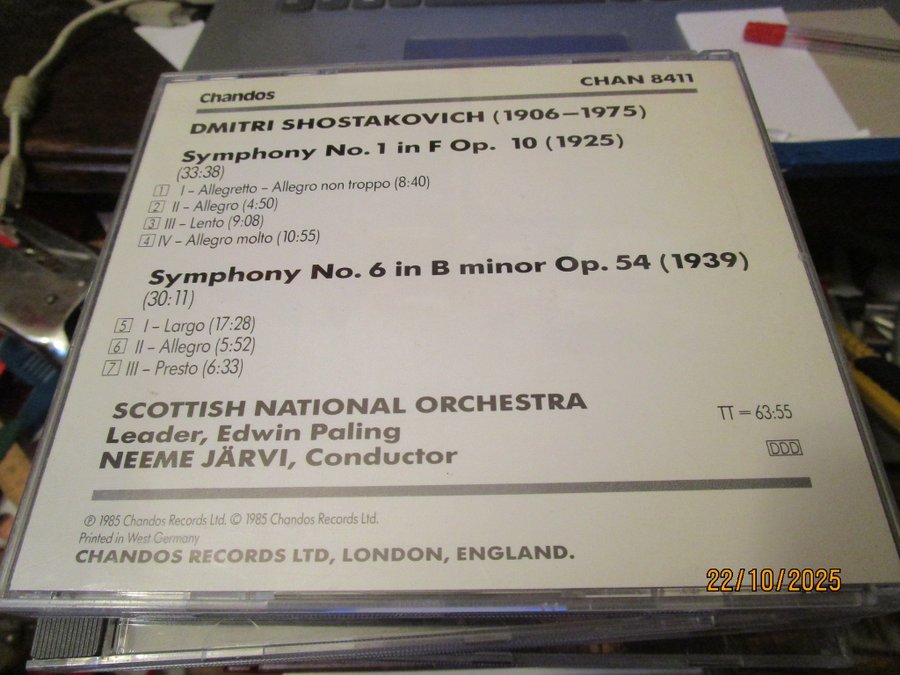 Chandos CHAN 8411
DMITRI SHOSTAKOVICH (1906–1975)
Symphony No. 1 in F Op. 10 (1925)
(33:38)
1 I – Allegretto – Allegro non troppo (8:40)
2 II – Allegro (4:50)
3 III – Lento (9:08)
4 IV – Allegro molto (10:55)
Symphony No. 6 in B minor Op. 54 (1939)
(30:11)
5 I – Largo (17:28)
6 II – Allegro (5:52)
7 III – Presto (6:33)
SCOTTISH NATIONAL ORCHESTRA
TT = 63:55
Leader, Edwin Paling
NEEME JÄRVI, Conductor
DDD
℗ 1985 Chandos Records Ltd. © 1985 Chandos Records Ltd.
Printed in West Germany
CHANDOS RECORDS LTD, LONDON, ENGLAND.
22/10/2025